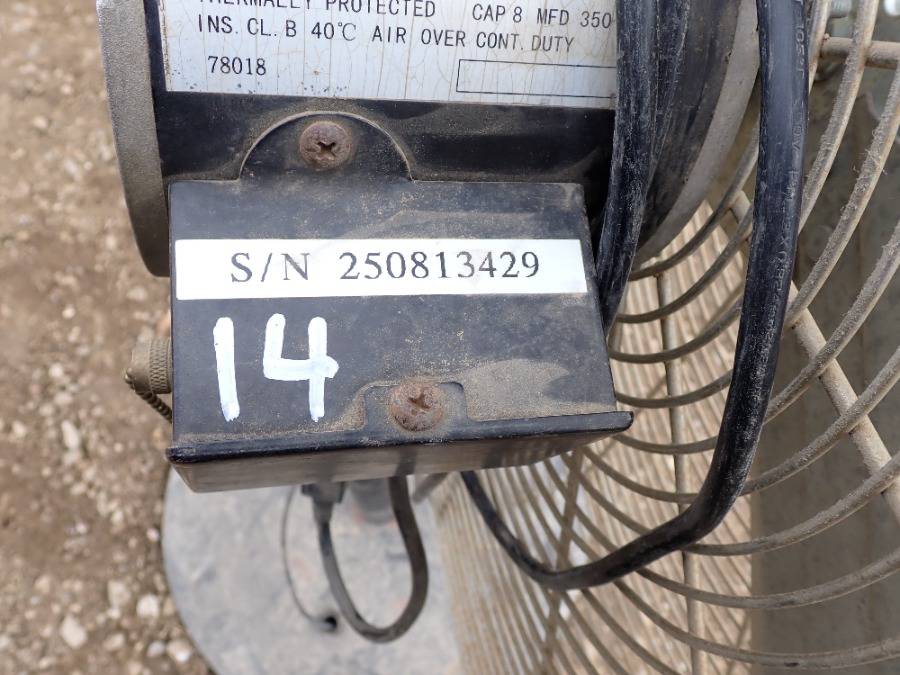 THERMALLY PROTECTED CAP 8 MFD 350
INS. CL. B 40℃ AIR OVER CONT. DUTY
78018
S/N 250813429
14